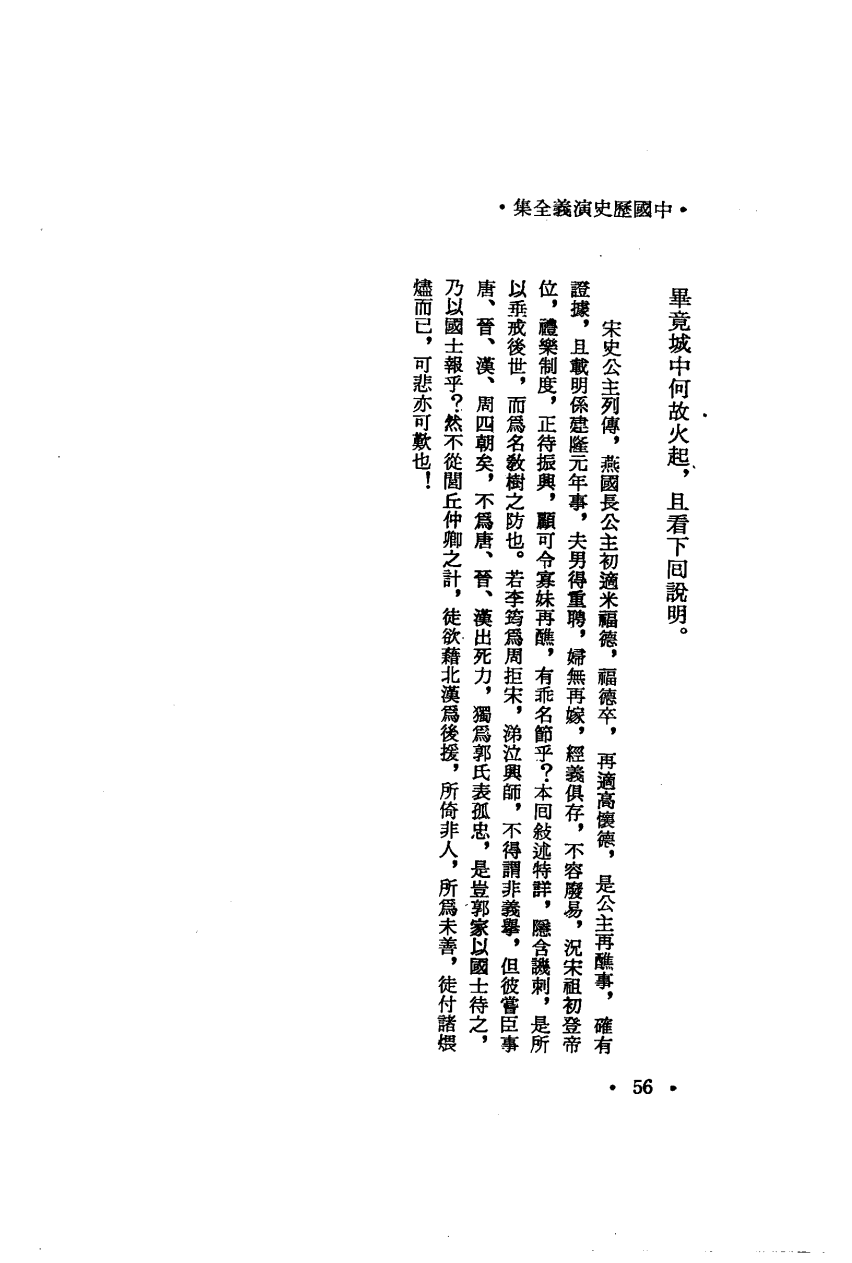 ·中國歷史演義全集·
畢竟城中何故火起，且看下回說明。
宋史公主列傳，燕國長公主初適米福德，福德卒，再適高懷德，是公主再醮事，確有
證據，且載明係建隆元年事，夫男得重聘，婦無再嫁，經義俱存，不容廢易，況宋祖初登帝
位，禮樂制度，正待振興，顧可令寡妹再醮，有乖名節乎？本回敍述特詳，隱含譏刺，是所
以垂戒後世，而爲名教樹之防也。若李筠爲周拒宋，涕泣興師，不得謂非義舉，但彼嘗臣事
唐、晉、漢、周四朝矣，不爲唐、晉、漢出死力，獨爲郭氏表孤忠，是豈郭家以國士待之，
乃以國士報乎？然不從閭丘仲卿之計，徒欲藉北漢爲後援，所倚非人，所爲未善，徒付諸煨
燼而已，可悲亦可歎也！
· 56 ·